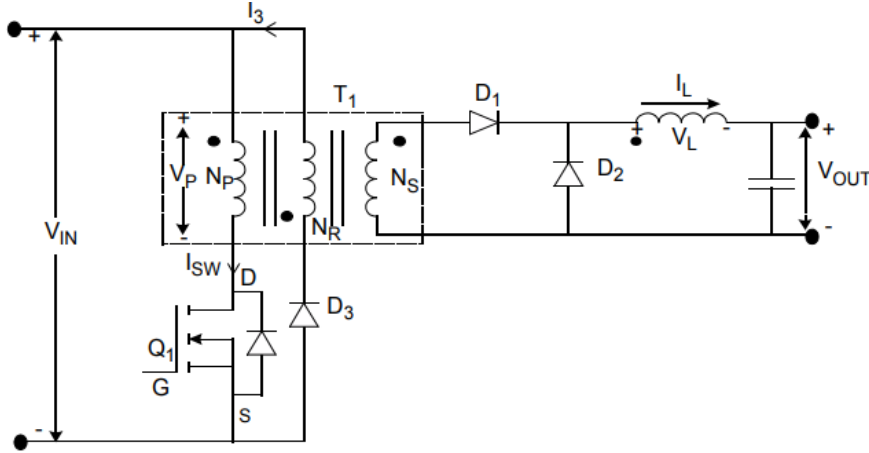 I3
+
T1
D1
IL
+
+
VP
NP
NS
+
VL
-
+
D2
VOUT
VIN
-
NR
-
ISW
D
D3
Q1
G
S
-